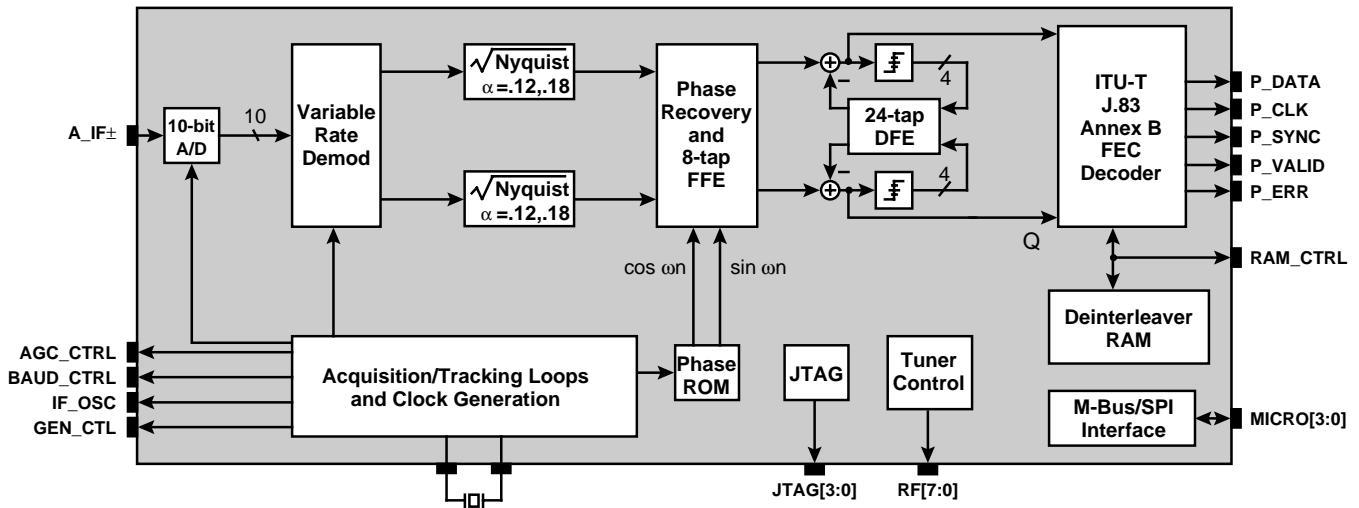 A_IF±
10-bit
A/D
10
Variable
Rate
Demod
√Nyquist
α=.12,.18
√Nyquist
α=.12,.18
Phase
Recovery
and
8-tap
FFE
+
−
4
24-tap
DFE
−
+
4
ITU-T
J.83
Annex B
FEC
Decoder
Q
P_DATA
P_CLK
P_SYNC
P_VALID
P_ERR
RAM_CTRL
cos ωn
sin ωn
Deinterleaver
RAM
AGC_CTRL
BAUD_CTRL
IF_OSC
GEN_CTL
Acquisition/Tracking Loops
and Clock Generation
Phase
ROM
JTAG
Tuner
Control
M-Bus/SPI
Interface
MICRO[3:0]
JTAG[3:0]
RF[7:0]